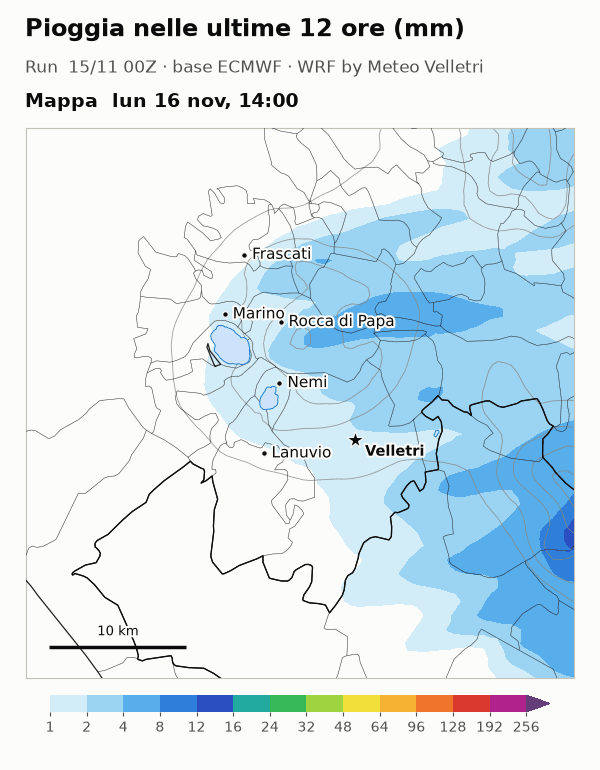 Pioggia nelle ultime 12 ore (mm)
Run  15/11 00Z · base ECMWF · WRF by Meteo Velletri
Mappa  lun 16 nov, 14:00
Frascati
Marino
Rocca di Papa
Nemi
Velletri
Lanuvio
10 km
1 2 4 8 12 16 24 32 48 64 96 128 192 256